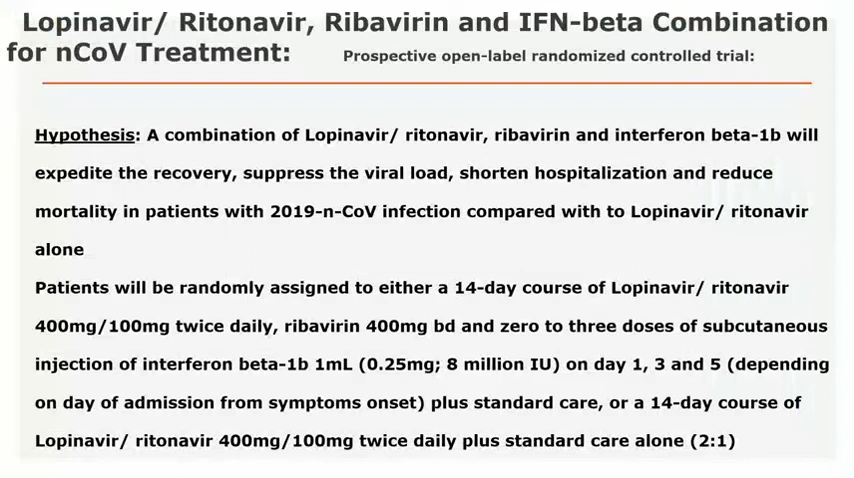 Lopinavir/ Ritonavir, Ribavirin and IFN-beta Combination
for nCoV Treatment: Prospective open-label randomized controlled trial:
Hypothesis: A combination of Lopinavir/ ritonavir, ribavirin and interferon beta-1b will
expedite the recovery, suppress the viral load, shorten hospitalization and reduce
mortality in patients with 2019-n-CoV infection compared with to Lopinavir/ ritonavir
alone
Patients will be randomly assigned to either a 14-day course of Lopinavir/ ritonavir
400mg/100mg twice daily, ribavirin 400mg bd and zero to three doses of subcutaneous
injection of interferon beta-1b 1mL (0.25mg; 8 million IU) on day 1, 3 and 5 (depending
on day of admission from symptoms onset) plus standard care, or a 14-day course of
Lopinavir/ ritonavir 400mg/100mg twice daily plus standard care alone (2:1)